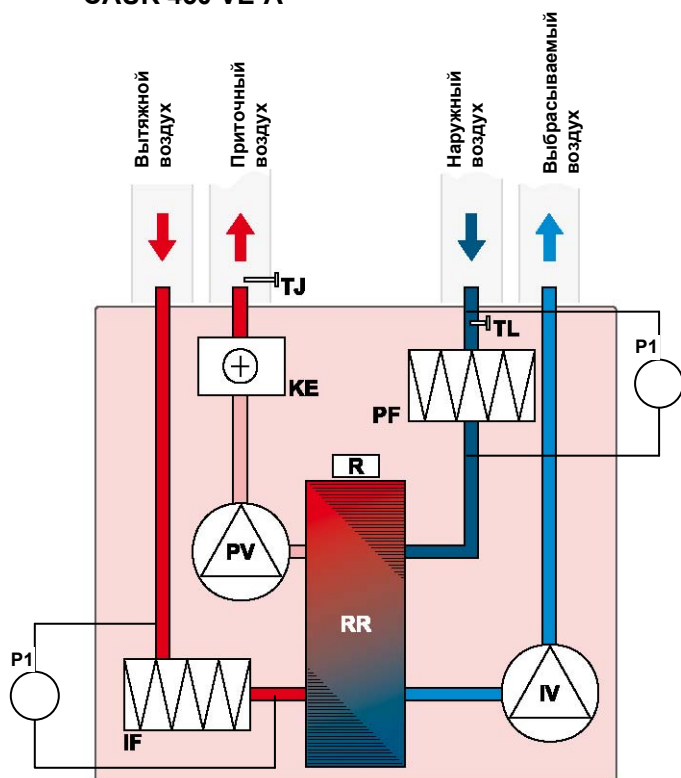 Вытяжной
воздух
Приточный
воздух
Наружный
воздух
Выбрасываемый
воздух
TJ
TL
P1
KE
PF
R
PV
RR
P1
IV
IF